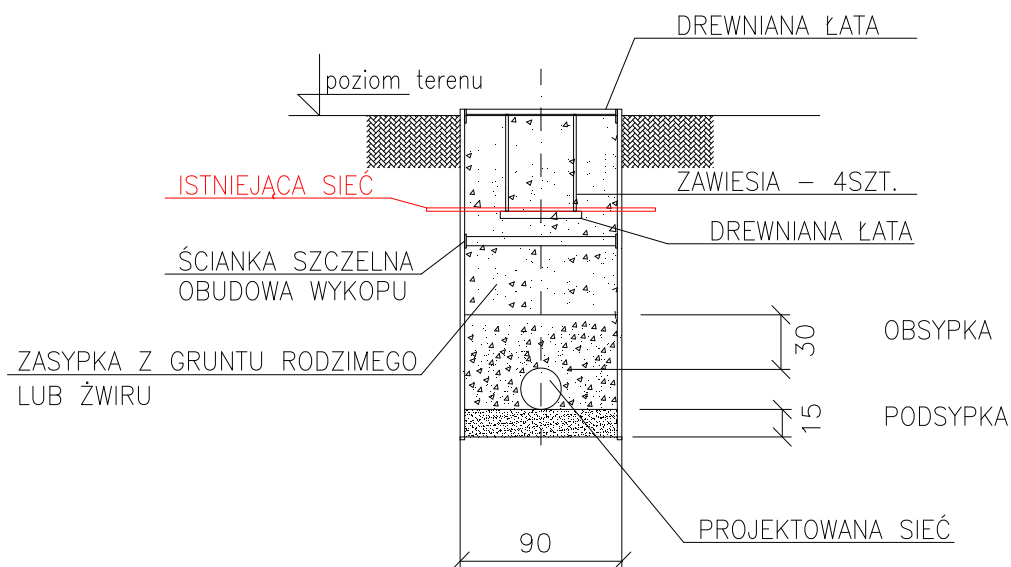 DREWNIANA ŁATA
poziom terenu
ISTNIEJĄCA SIEĆ
ZAWIESIA - 4SZT.
DREWNIANA ŁATA
ŚCIANKA SZCZELNA
OBUDOWA WYKOPU
30
OBSYPKA
ZASYPKA Z GRUNTU RODZIMEGO
LUB ŻWIRU
15
PODSYPKA
PROJEKTOWANA SIEĆ
90